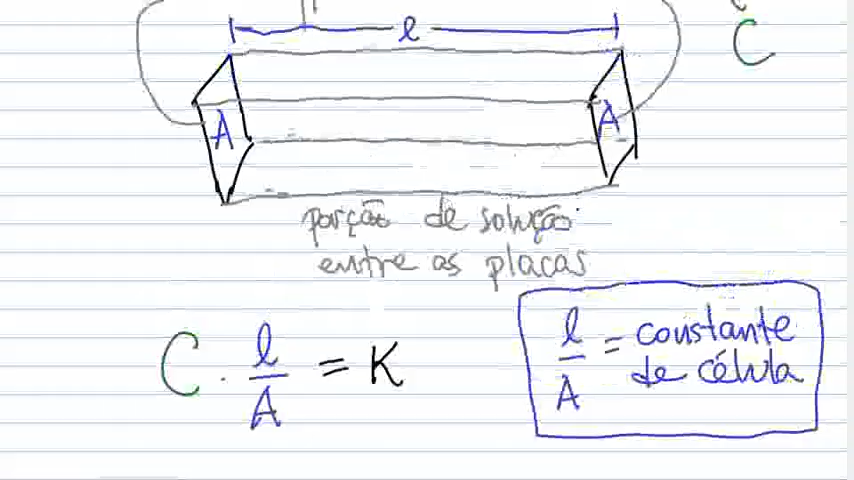 l
C
A
A
porção de solução
entre as placas
C . l/A = K
l/A = constante
de célula